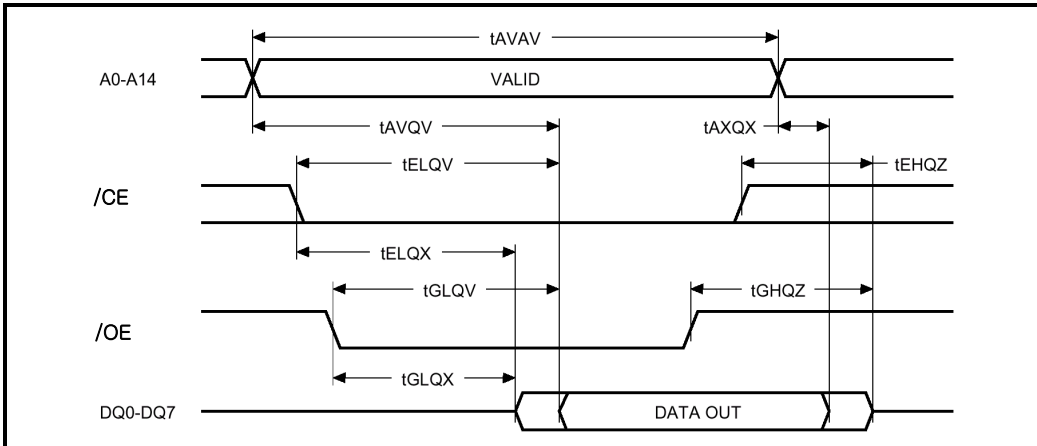 tAVAV
A0-A14
VALID
tAVQV
tAXQX
tELQV
tEHQZ
/CE
tELQX
tGLQV
tGHQZ
/OE
tGLQX
DQ0-DQ7
DATA OUT